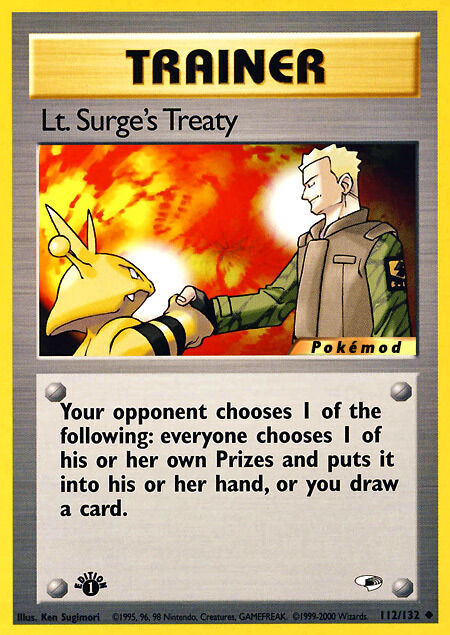 TRAINER
Lt. Surge's Treaty
Pokémod
Your opponent chooses 1 of the
following: everyone chooses 1 of
his or her own Prizes and puts it
into his or her hand, or you draw
a card.
EDITION
1
Illus. Ken Sugimori ©1995, 96, 98 Nintendo, Creatures, GAMEFREAK. ©1999-2000 Wizards. 112/132 ◆